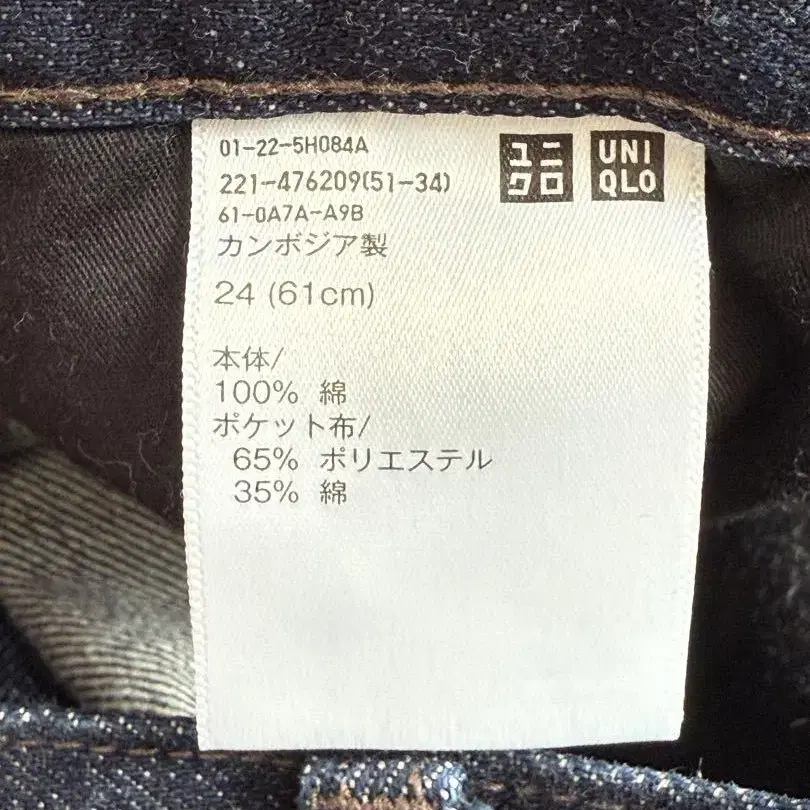 01-22-5H084A
221-476209(51-34)
61-0A7A-A9B
ユニ
クロ
UNI
QLO
カンボジア製
24 (61cm)
本体/
100% 綿
ポケット布/
65% ポリエステル
35% 綿